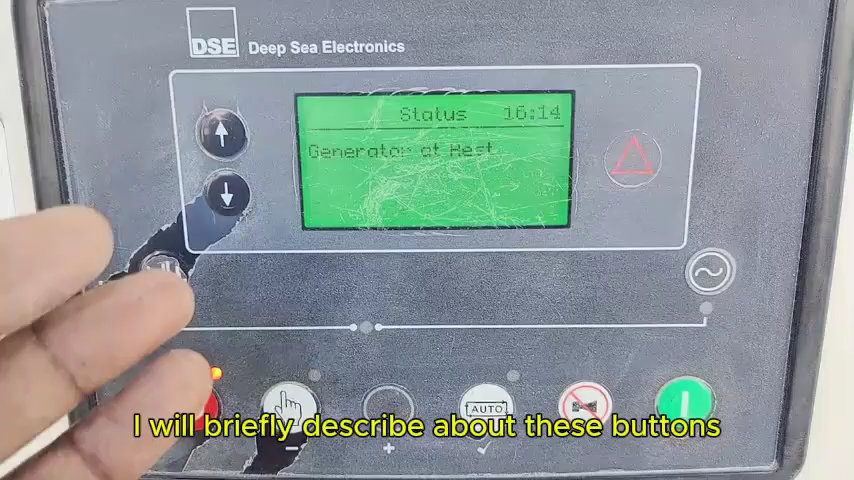 DSE Deep Sea Electronics
Status 16:14
Generator at Rest
AUTO
I will briefly describe about these buttons
- + ✓